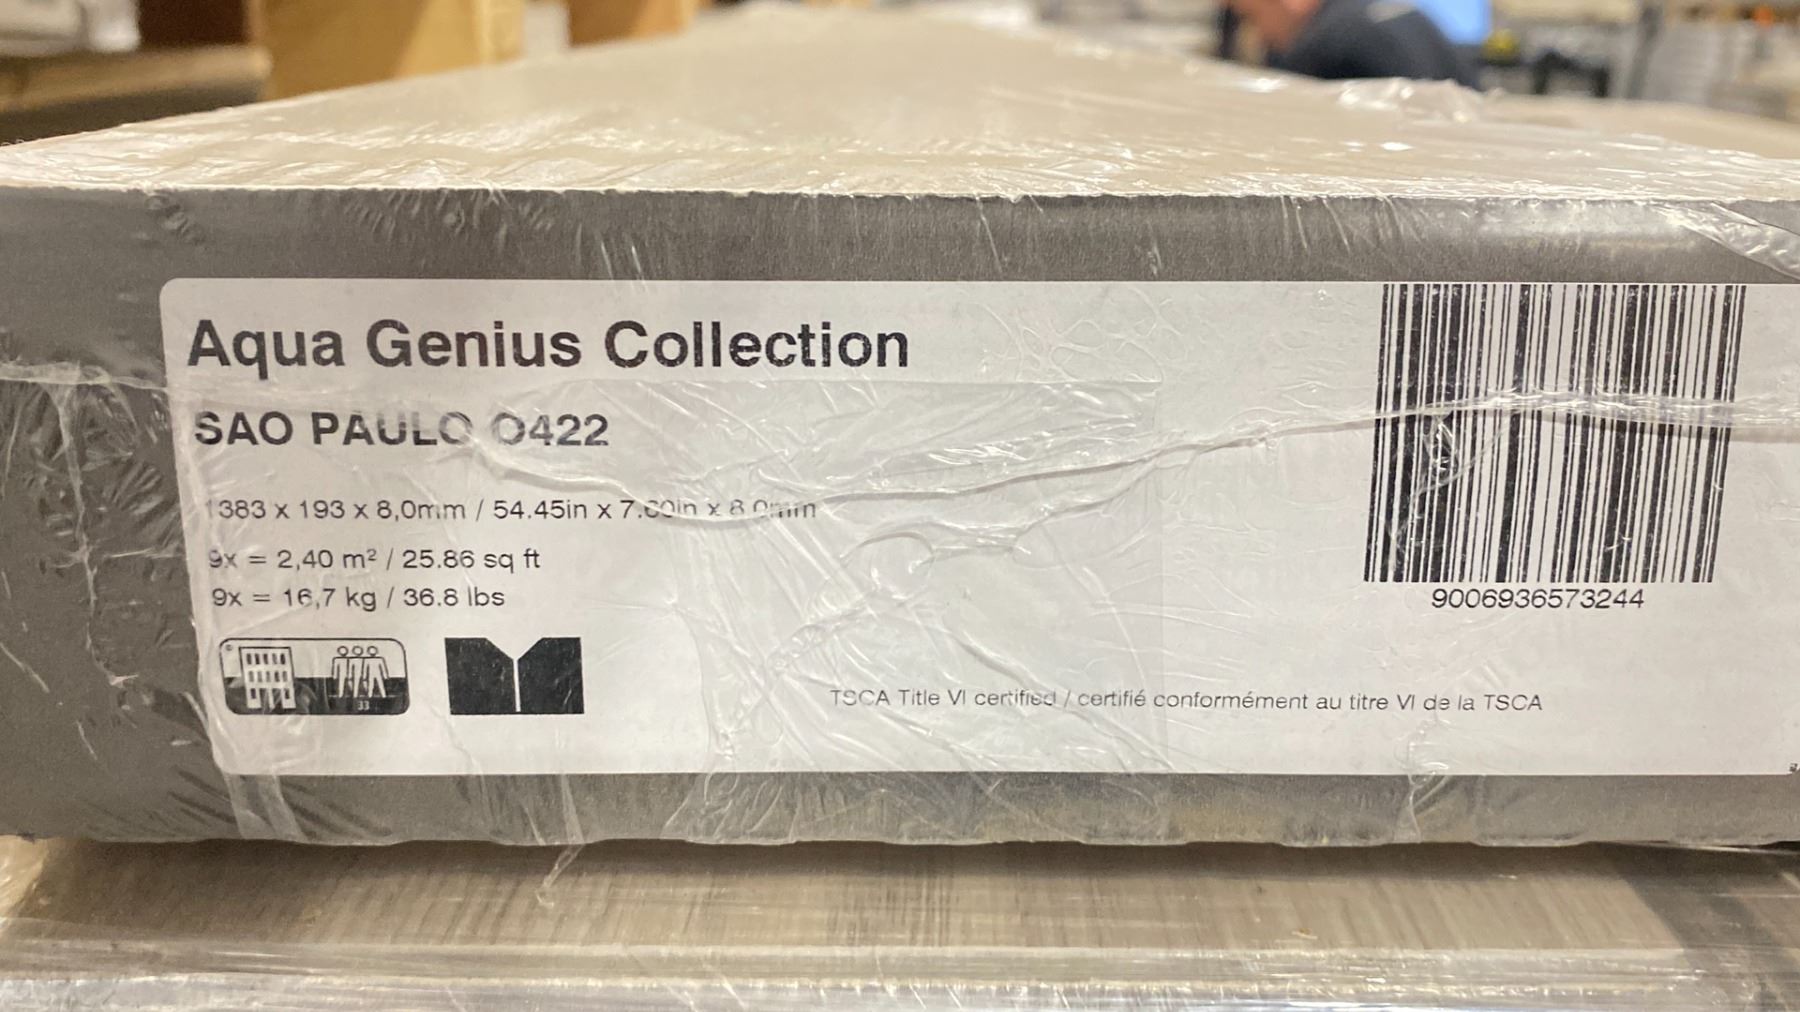 Aqua Genius Collection
SAO PAULO O422
1383 x 193 x 8,0mm / 54.45in x 7.60in x 8.0mm
9x = 2,40 m² / 25.86 sq ft
9x = 16,7 kg / 36.8 lbs
33
9006936573244
TSCA Title VI certified / certifié conformément au titre VI de la TSCA